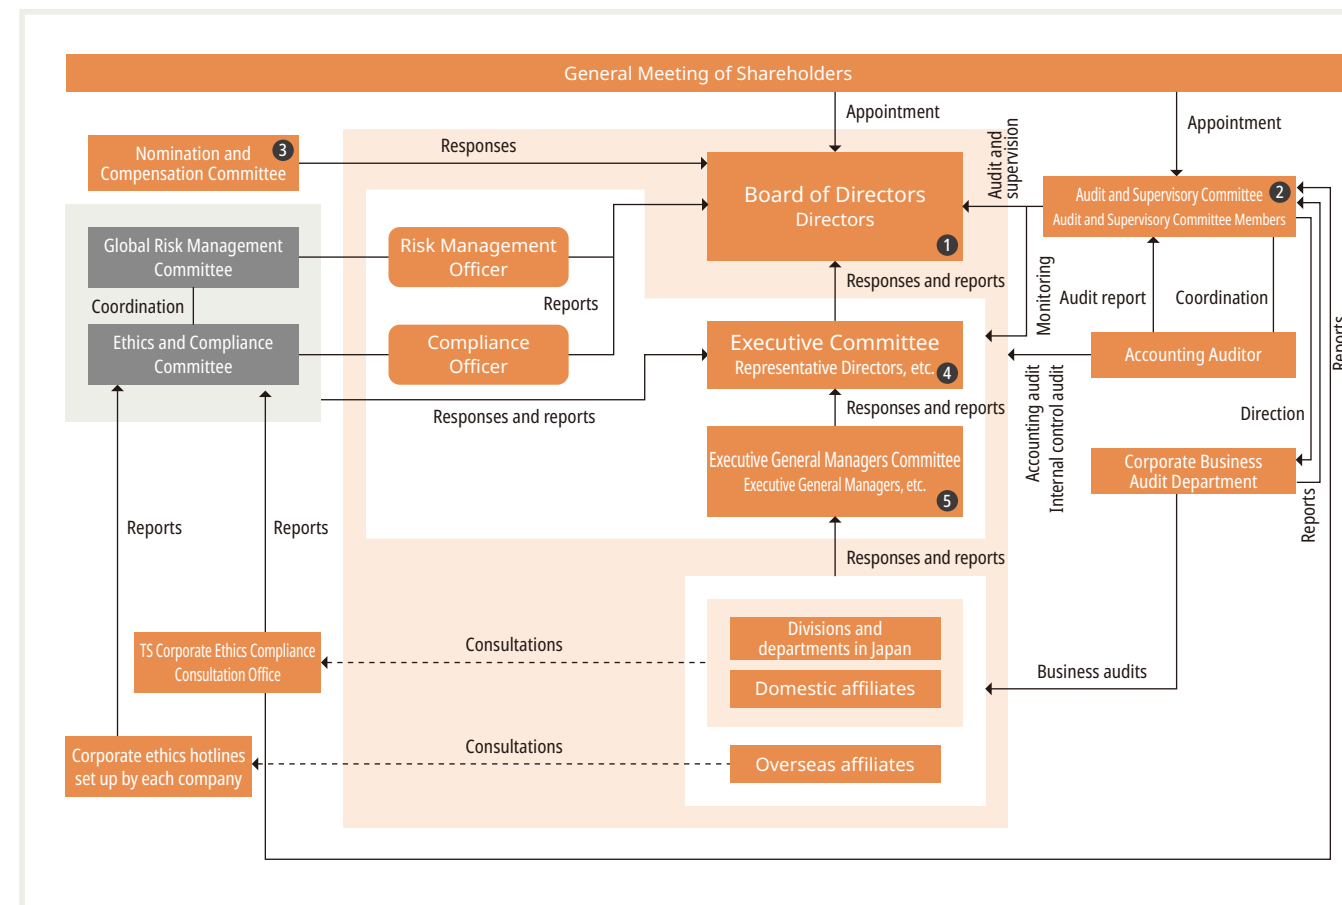 General Meeting of Shareholders
Appointment
Appointment
Nomination and
Compensation Committee
3
Responses
Board of Directors
Directors
1
Audit and
supervision
Audit and Supervisory Committee
2
Audit and Supervisory Committee Members
Global Risk Management
Committee
Risk Management
Officer
Coordination
Reports
Ethics and Compliance
Committee
Compliance
Officer
Responses and reports
Responses and reports
Executive Committee
Representative Directors, etc.
4
Monitoring
Audit report
Coordination
Accounting Auditor
Reports
Accounting audit
Internal control audit
Direction
Responses and reports
Executive General Managers Committee
Executive General Managers, etc.
5
Corporate Business
Audit Department
Reports
Reports
Reports
Responses and reports
TS Corporate Ethics Compliance
Consultation Office
Consultations
Divisions and
departments in Japan
Domestic affiliates
Business audits
Corporate ethics hotlines
set up by each company
Consultations
Overseas affiliates